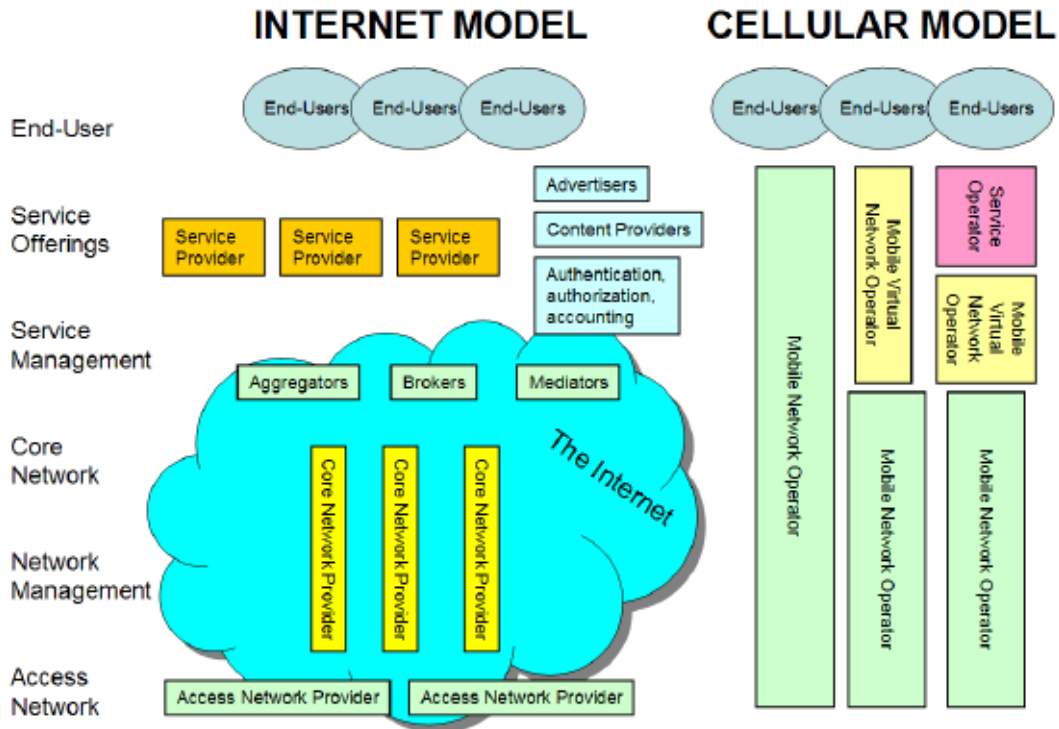 INTERNET MODEL
CELLULAR MODEL
End-Users
End-Users
End-Users
End-Users
End-Users
End-Users
End-User
Service
Offerings
Service
Management
Core
Network
Network
Management
Access
Network
Advertisers
Content Providers
Authentication,
authorization,
accounting
Service
Provider
Service
Provider
Service
Provider
Aggregators
Brokers
Mediators
The Internet
Core Network Provider
Core Network Provider
Core Network Provider
Access Network Provider
Access Network Provider
Mobile Network Operator
Mobile Virtual
Network Operator
Mobile Network Operator
Service
Operator
Mobile
Virtual
Network
Operator
Mobile Network Operator